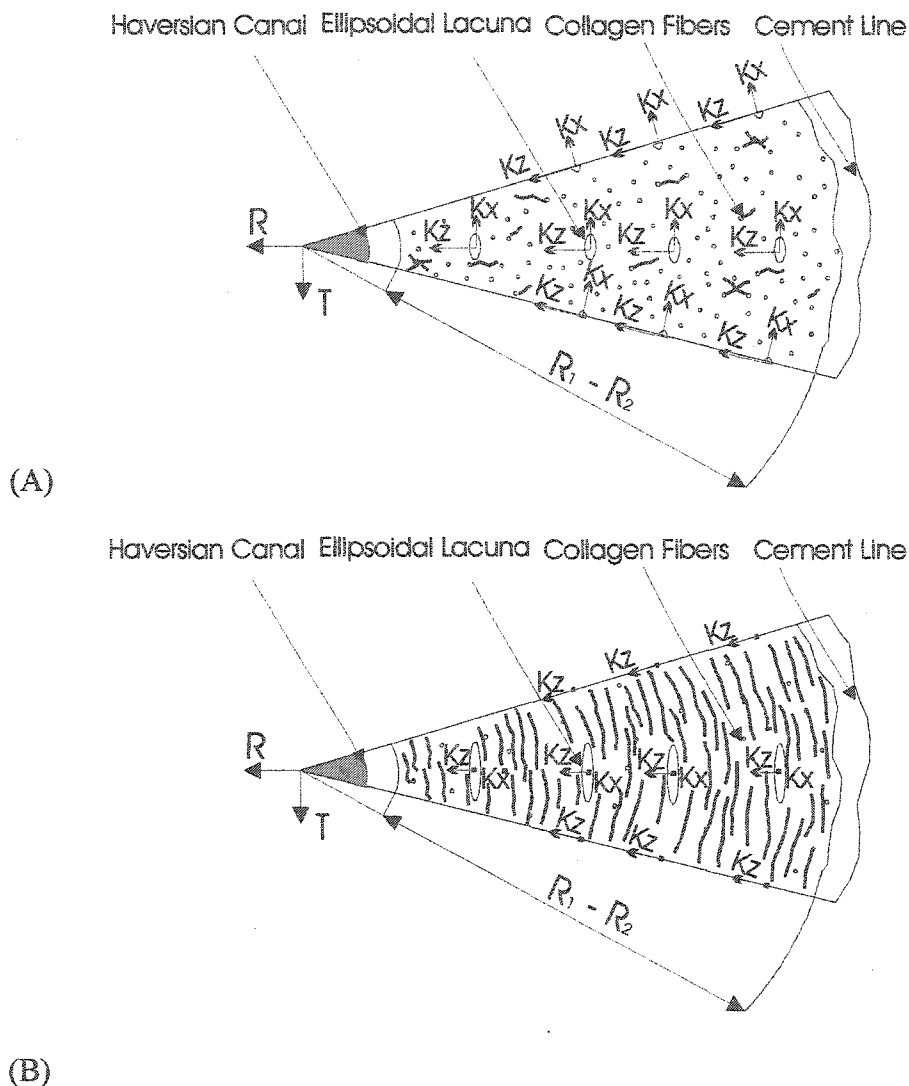 Haversian Canal Ellipsoidal Lacuna Collagen Fibers Cement Line
Kx
Kx
Kx
Kz
Kz
Kz
Kx
Kx
Kx
Kx
R
Kz
Kz
Kz
Kz
T
Kz
Kx
Kz
Kx
Kz
Kx
R₁ - R₂
(A)
Haversian Canal Ellipsoidal Lacuna Collagen Fibers Cement Line
Kz
Kz
Kz
R
Kz
Kz
Kz
Kz
Kx
Kx
Kx
Kx
T
Kz
Kz
Kz
R₁ - R₂
(B)